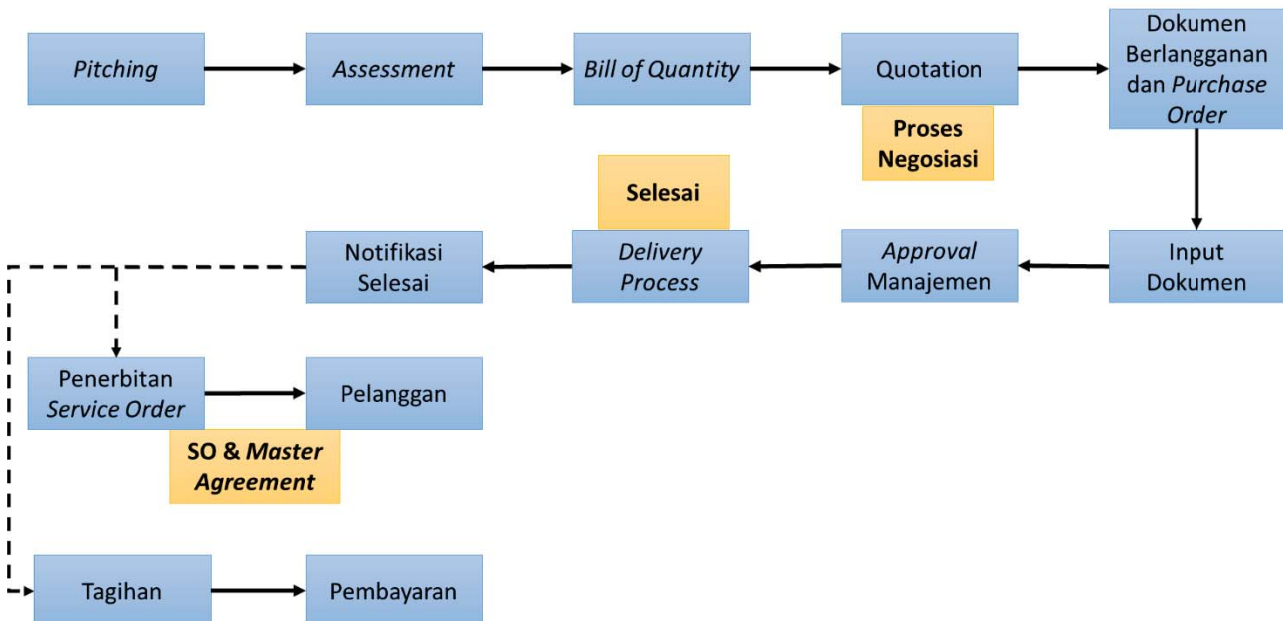 Pitching
Assessment
Bill of Quantity
Quotation
Dokumen
Berlangganan
dan Purchase
Order
Proses
Negosiasi
Selesai
Notifikasi
Selesai
Delivery
Process
Approval
Manajemen
Input
Dokumen
Penerbitan
Service Order
Pelanggan
SO & Master
Agreement
Tagihan
Pembayaran